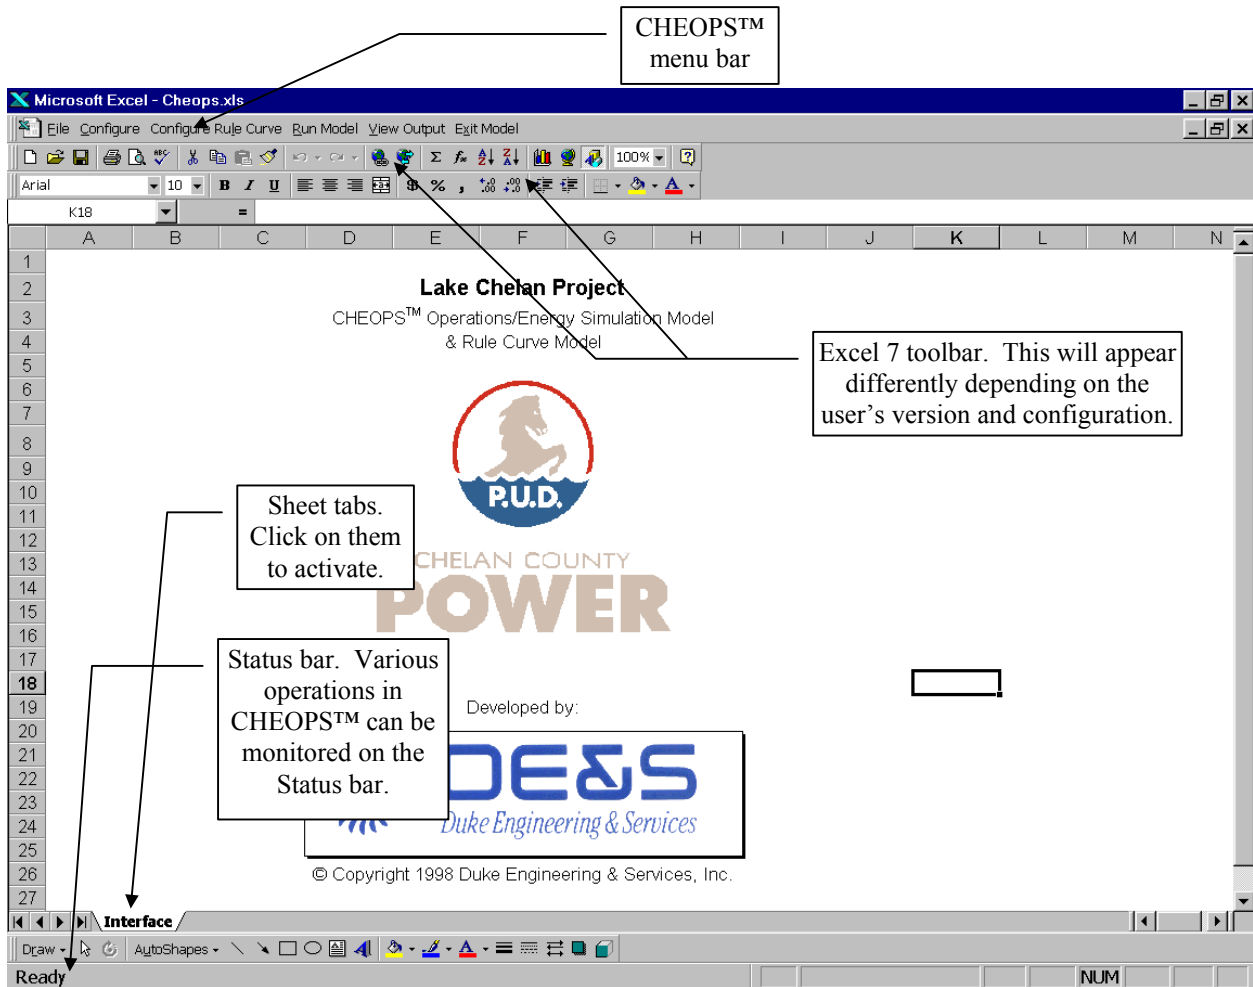 CHEOPS™
menu bar
Microsoft Excel - Cheops.xls
File Configure Configure Rule Curve Run Model View Output Exit Model
100%
Arial 10 B I U $ % ,
K18 =
A B C D E F G H I J K L M N
1
2 Lake Chelan Project
3 CHEOPS™ Operations/Energy Simulation Model
4 & Rule Curve Model
5
6
7
8
9
10
11
12
13
14
15
16
17
18
19
20
21
22
23
24
25
26
27
Excel 7 toolbar.  This will appear
differently depending on the
user’s version and configuration.
P.U.D.
Sheet tabs.
Click on them
to activate.
CHELAN COUNTY
POWER
Status bar.  Various
operations in
CHEOPS™ can be
monitored on the
Status bar.
Developed by:
DE&S
Duke Engineering & Services
© Copyright 1998 Duke Engineering & Services, Inc.
Interface
Draw AutoShapes
Ready NUM